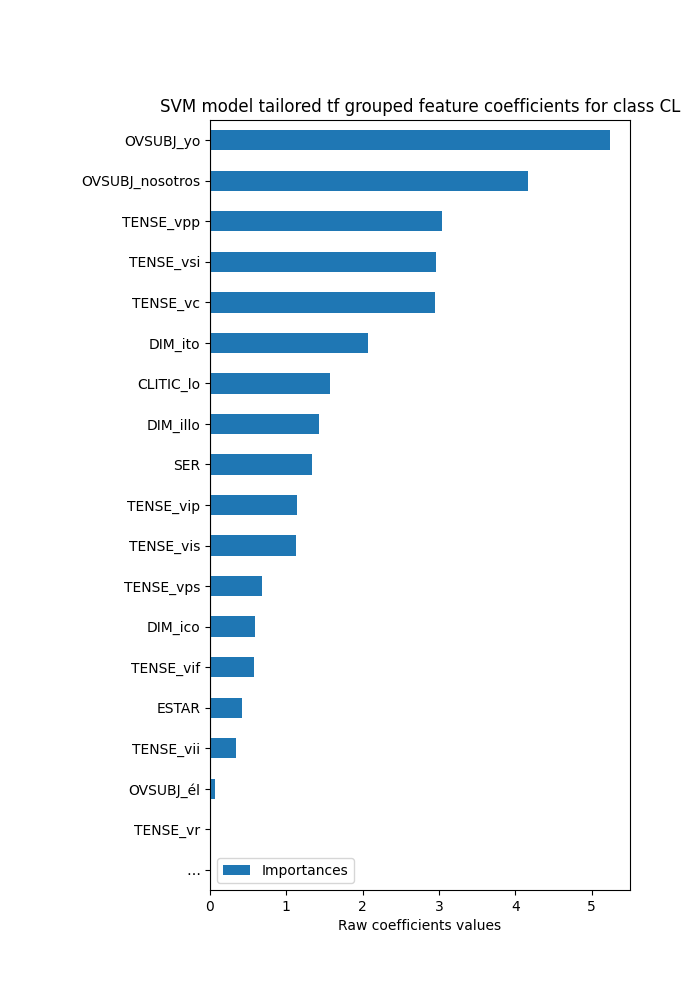 SVM model tailored tf grouped feature coefficients for class CL
OVSUBJ_yo
OVSUBJ_nosotros
TENSE_vpp
TENSE_vsi
TENSE_vc
DIM_ito
CLITIC_lo
DIM_illo
SER
TENSE_vip
TENSE_vis
TENSE_vps
DIM_ico
TENSE_vif
ESTAR
TENSE_vii
OVSUBJ_él
TENSE_vr
...
Importances
0 1 2 3 4 5
Raw coefficients values